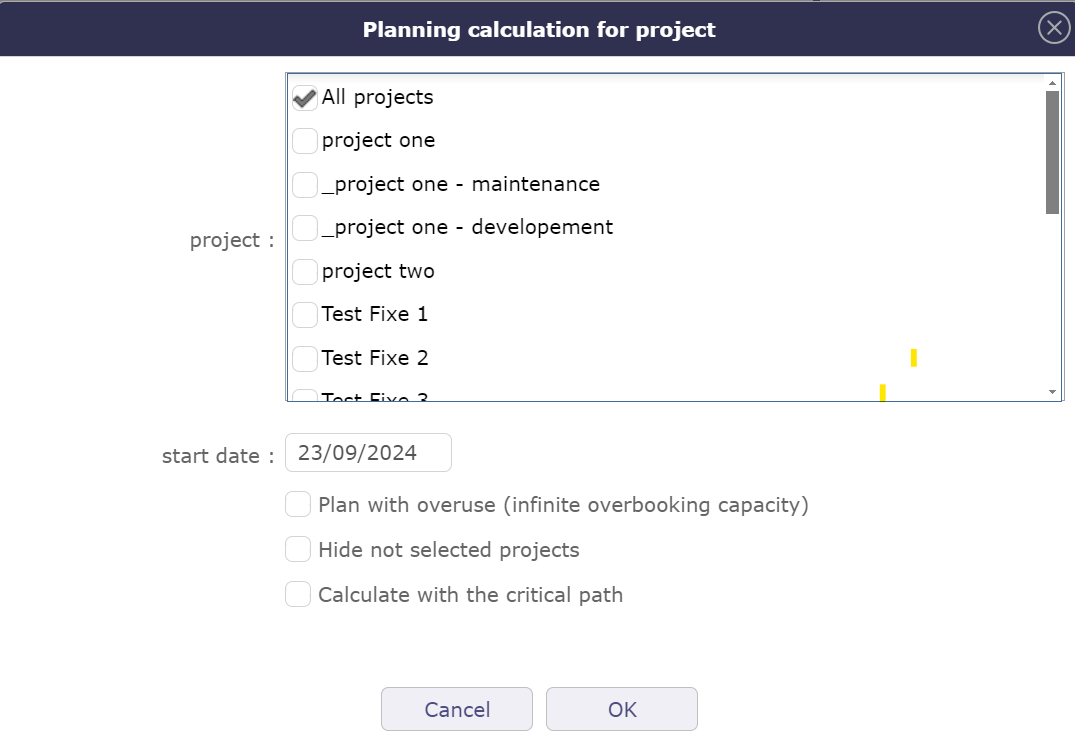 Planning calculation for project
All projects
project one
_project one - maintenance
_project one - developement
project :
project two
Test Fixe 1
Test Fixe 2
Test Fixe 3
start date :
23/09/2024
Plan with overuse (infinite overbooking capacity)
Hide not selected projects
Calculate with the critical path
Cancel OK